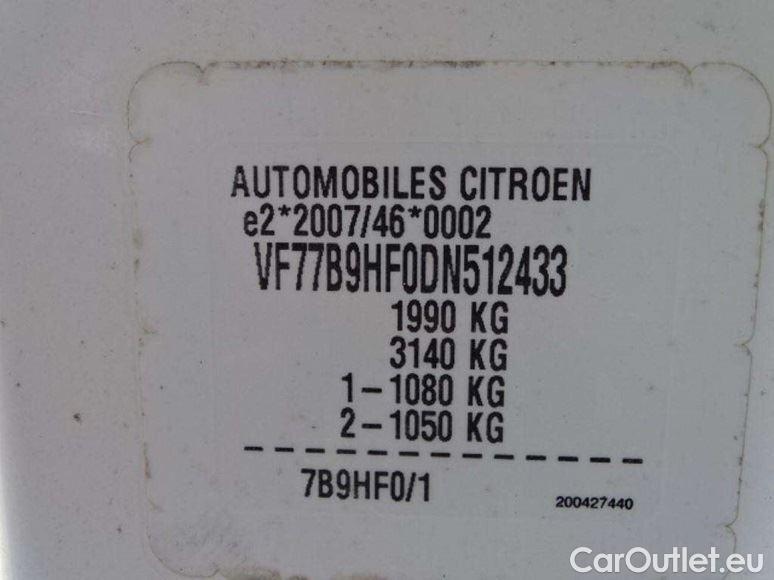 AUTOMOBILES CITROEN
e2*2007/46*0002
VF77B9HF0DN512433
1990 KG
3140 KG
1-1080 KG
2-1050 KG
7B9HF0/1
200427440
CarOutlet.eu